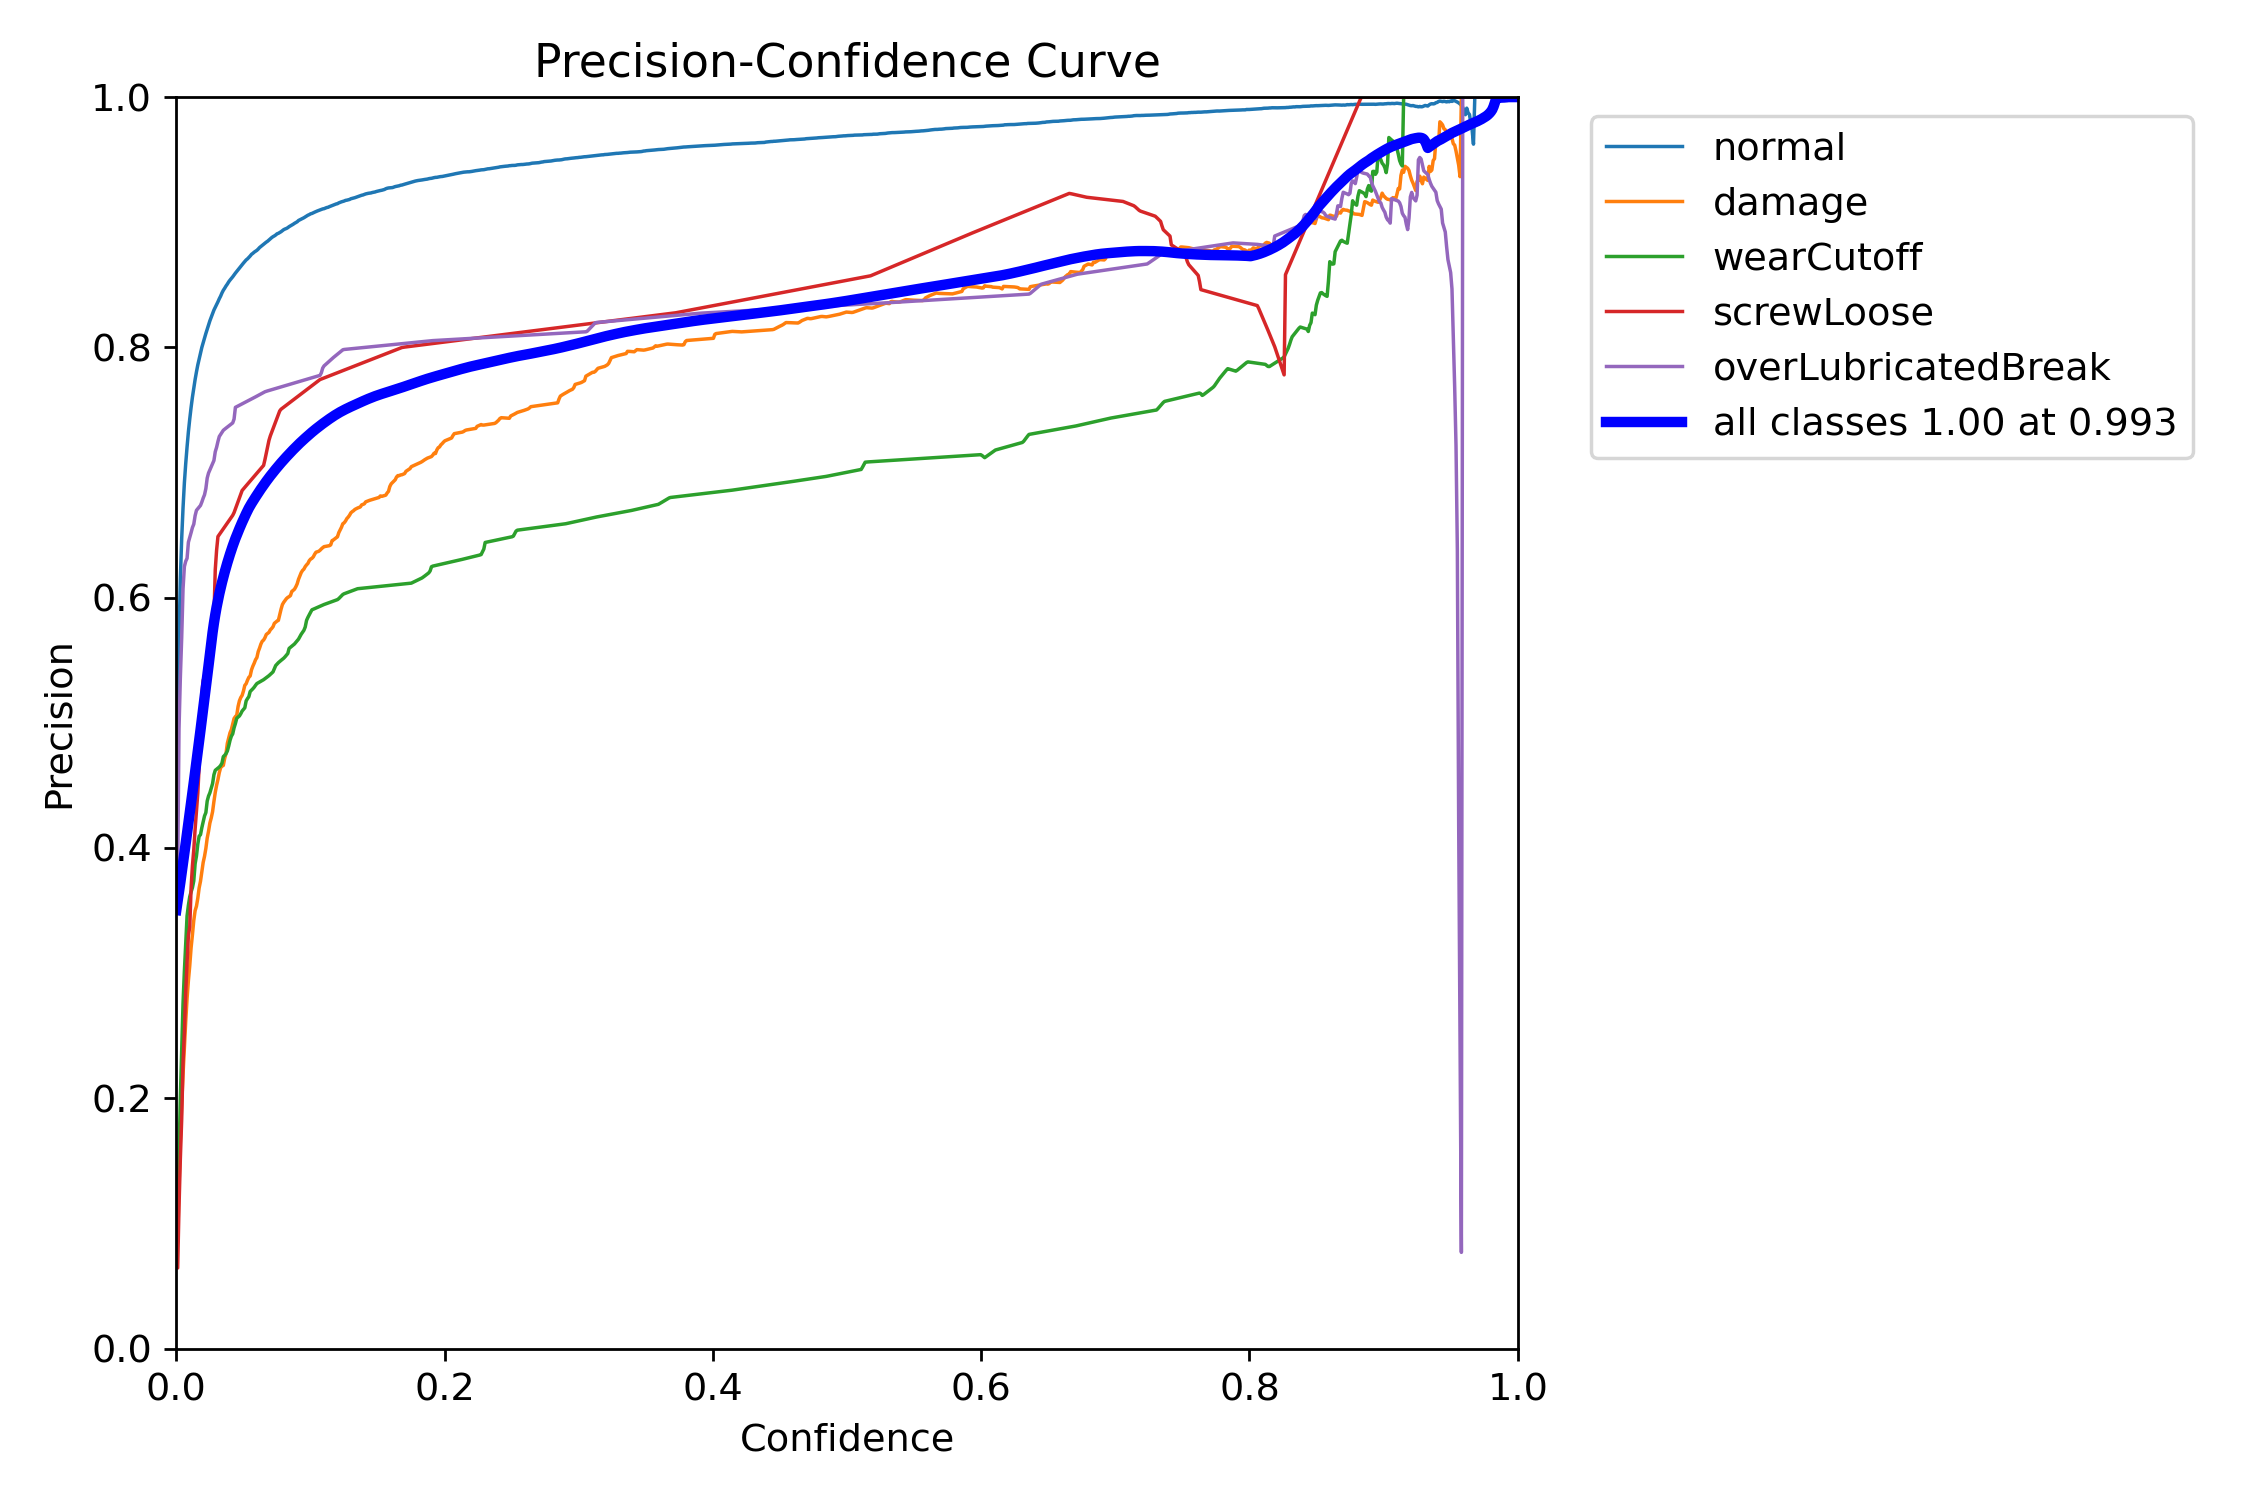 Precision-Confidence Curve
1.0
0.8
0.6
0.4
0.2
0.0
Precision
0.0 0.2 0.4 0.6 0.8 1.0
Confidence
normal
damage
wearCutoff
screwLoose
overLubricatedBreak
all classes 1.00 at 0.993